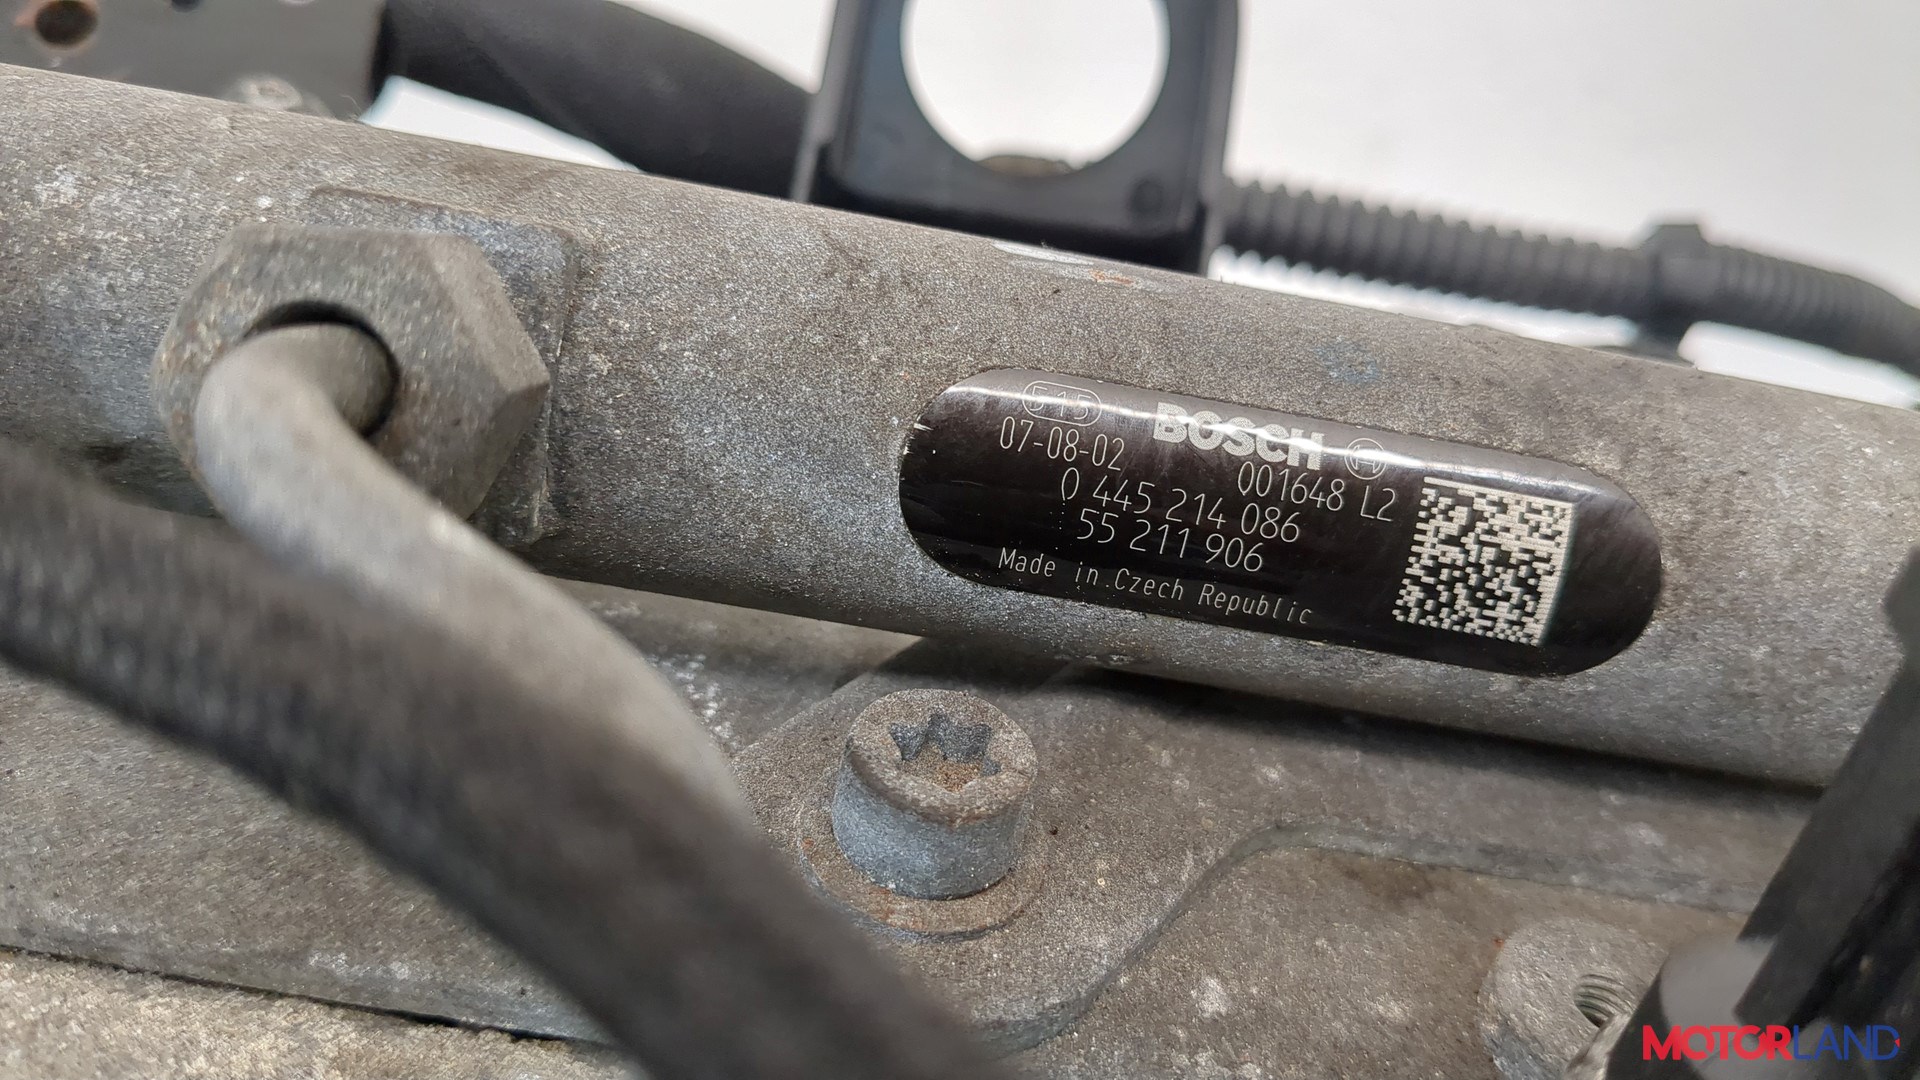 515 BOSCH
07-08-02 001648 L2
0 445 214 086
55 211 906
Made in Czech Republic
MOTORLAND